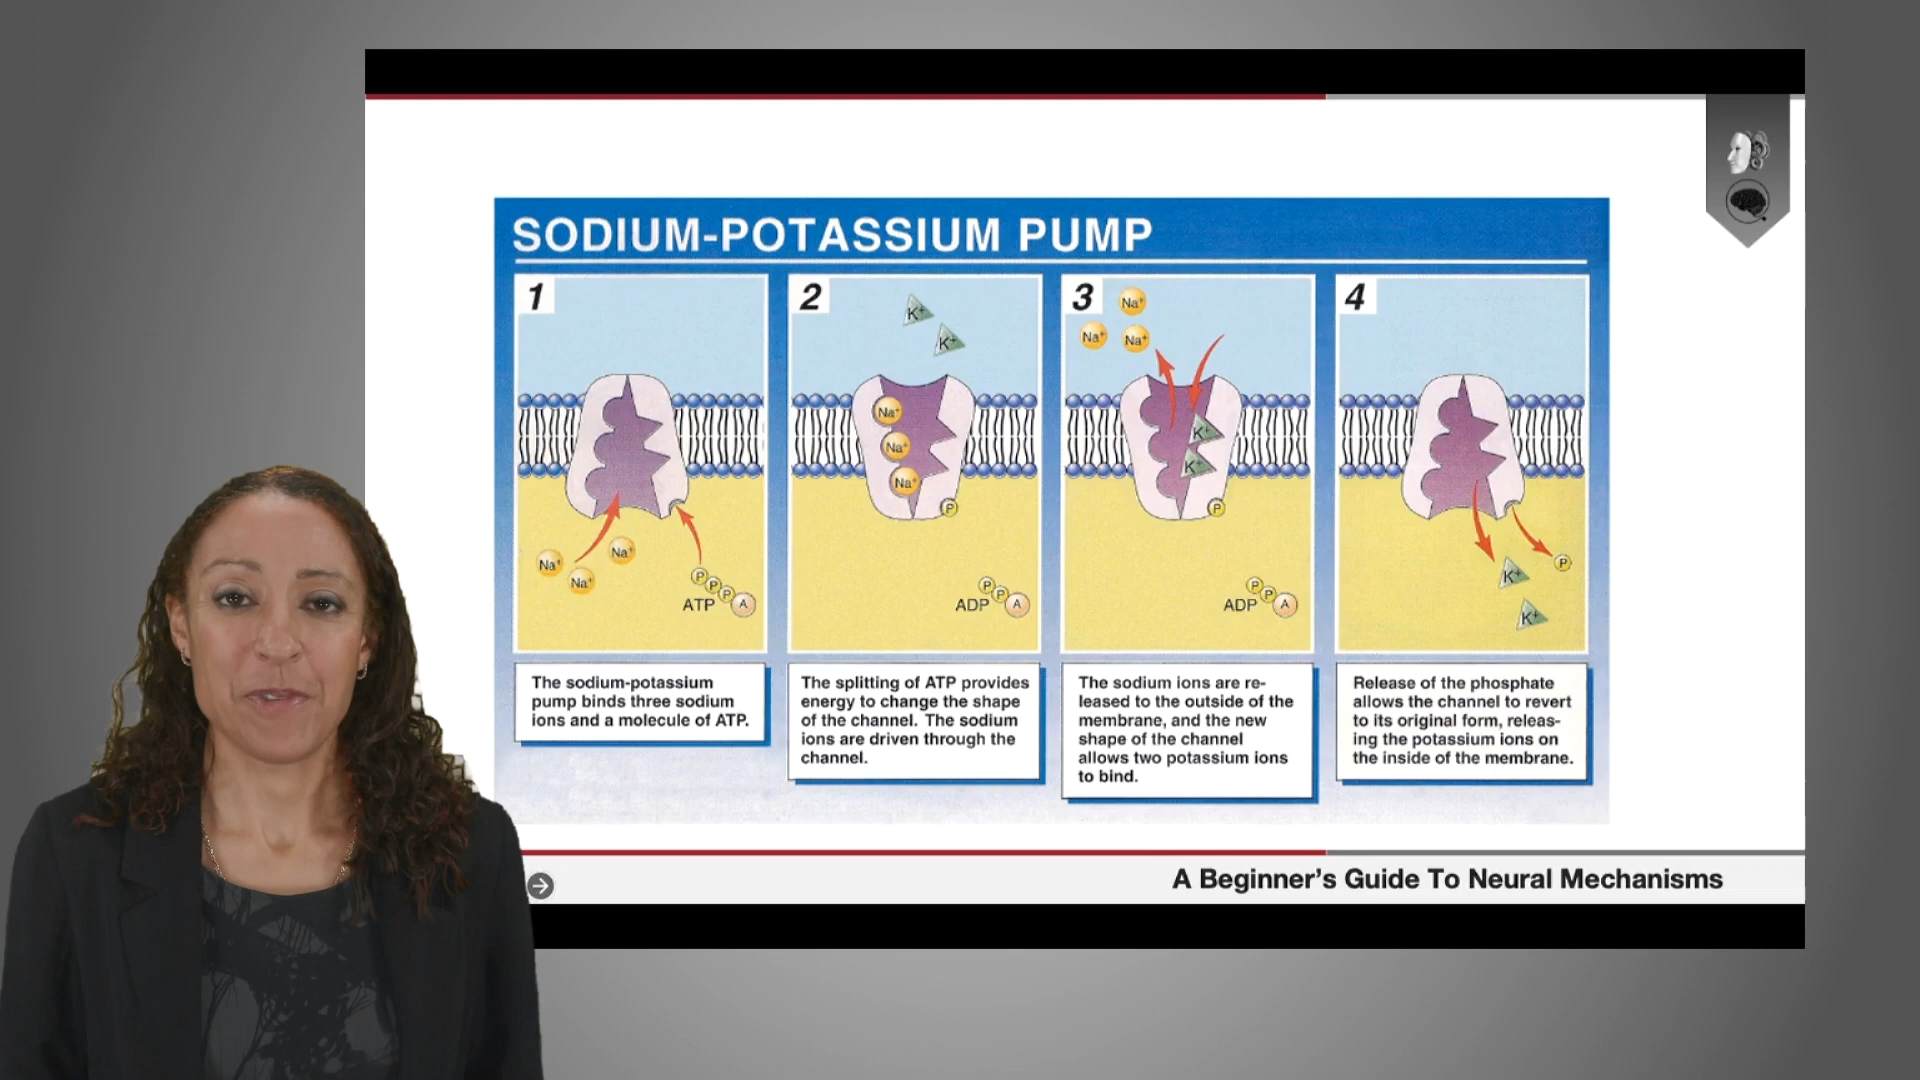 SODIUM-POTASSIUM PUMP
1
Na⁺
Na⁺
Na⁺
P
P
P
ATP
A
The sodium-potassium
pump binds three sodium
ions and a molecule of ATP.
2
K⁺
K⁺
Na⁺
Na⁺
Na⁺
P
P
P
ADP
A
The splitting of ATP provides
energy to change the shape
of the channel. The sodium
ions are driven through the
channel.
3
Na⁺
Na⁺
Na⁺
K⁺
K⁺
P
P
P
ADP
A
The sodium ions are re-
leased to the outside of the
membrane, and the new
shape of the channel
allows two potassium ions
to bind.
4
P
K⁺
K⁺
Release of the phosphate
allows the channel to revert
to its original form, releas-
ing the potassium ions on
the inside of the membrane.
A Beginner's Guide To Neural Mechanisms